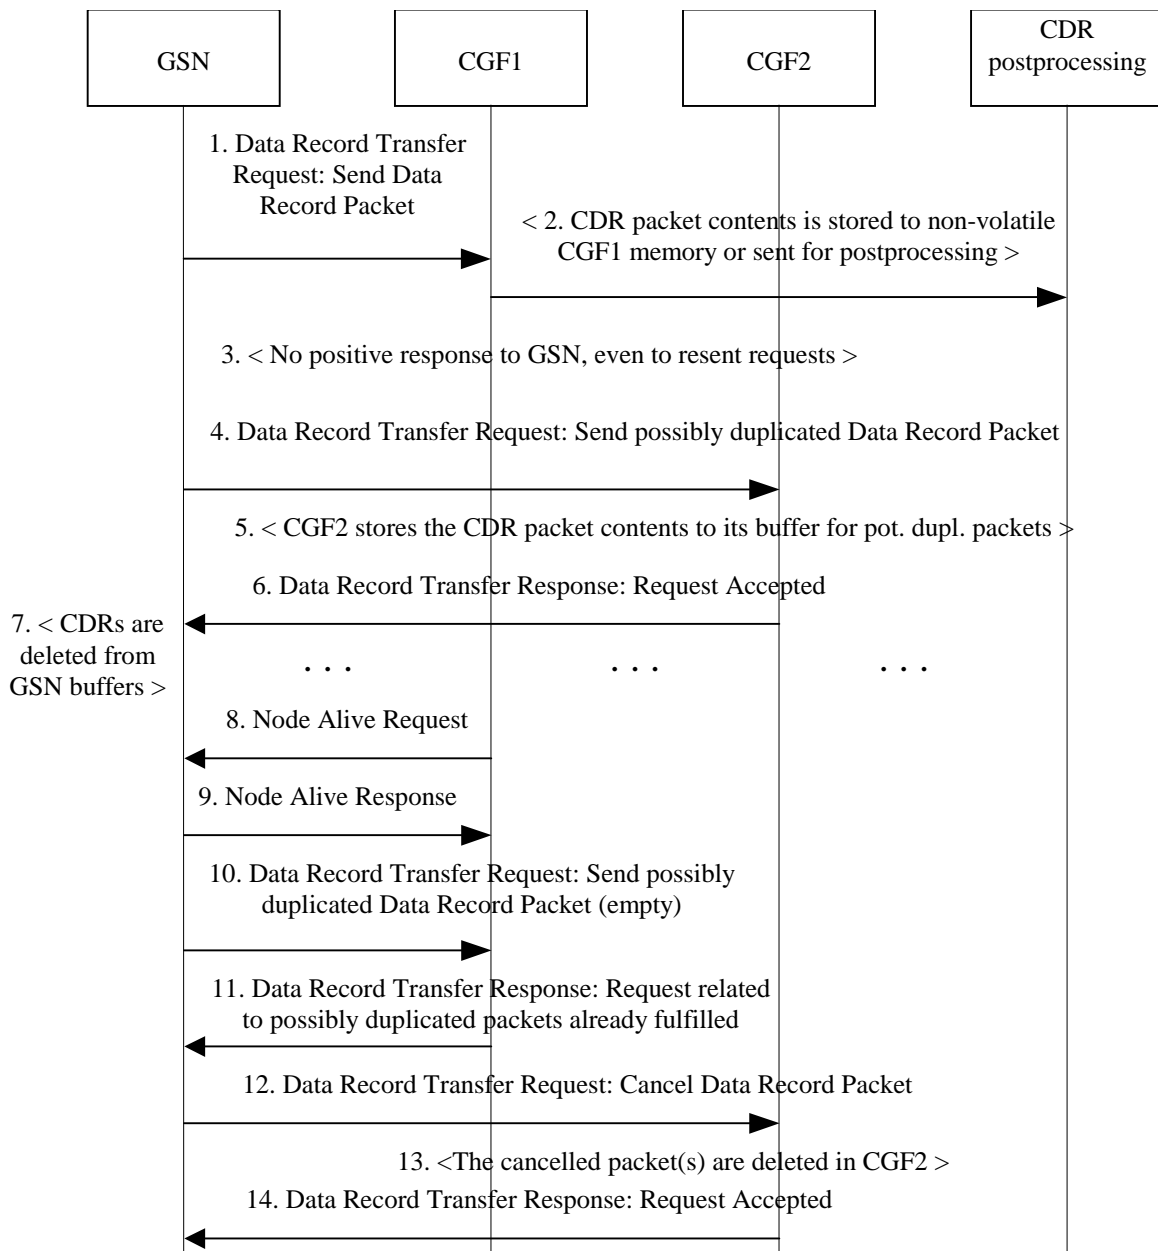 GSN
CGF1
CGF2
CDR
postprocessing
1. Data Record Transfer
Request: Send Data
Record Packet
< 2. CDR packet contents is stored to non-volatile
CGF1 memory or sent for postprocessing >
3. < No positive response to GSN, even to resent requests >
4. Data Record Transfer Request: Send possibly duplicated Data Record Packet
5. < CGF2 stores the CDR packet contents to its buffer for pot. dupl. packets >
6. Data Record Transfer Response: Request Accepted
7. < CDRs are
deleted from
GSN buffers >
. . .
. . .
. . .
8. Node Alive Request
9. Node Alive Response
10. Data Record Transfer Request: Send possibly
duplicated Data Record Packet (empty)
11. Data Record Transfer Response: Request related
to possibly duplicated packets already fulfilled
12. Data Record Transfer Request: Cancel Data Record Packet
13. <The cancelled packet(s) are deleted in CGF2 >
14. Data Record Transfer Response: Request Accepted